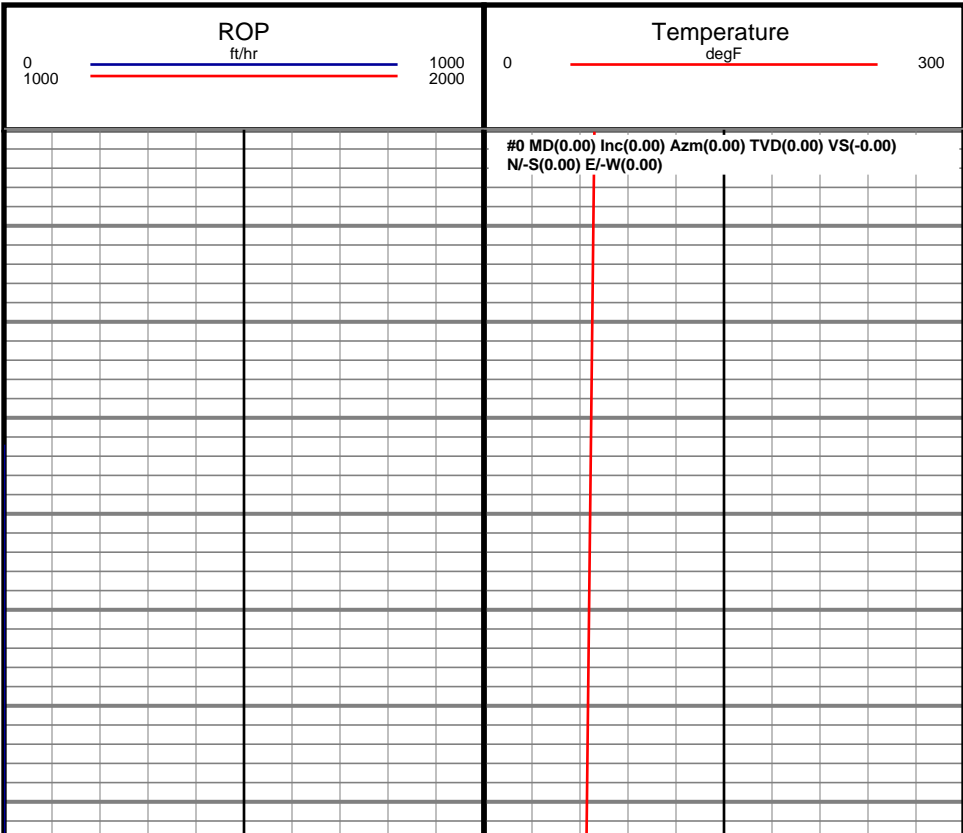 ROP
ft/hr
0 1000
1000 2000
Temperature
degF
0 300
#0 MD(0.00) Inc(0.00) Azm(0.00) TVD(0.00) VS(-0.00)
N/-S(0.00) E/-W(0.00)